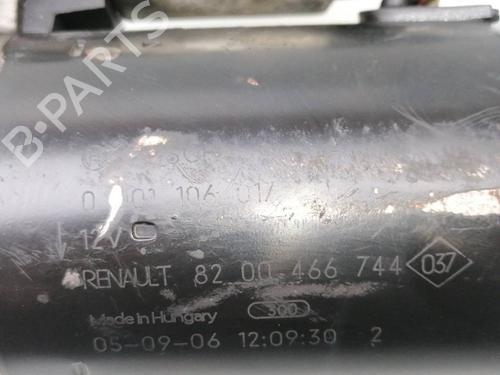 B-PARTS
12V
RENAULT 82 00 466 744 037
Made in Hungary 300
05-09-06 12:09:30 2